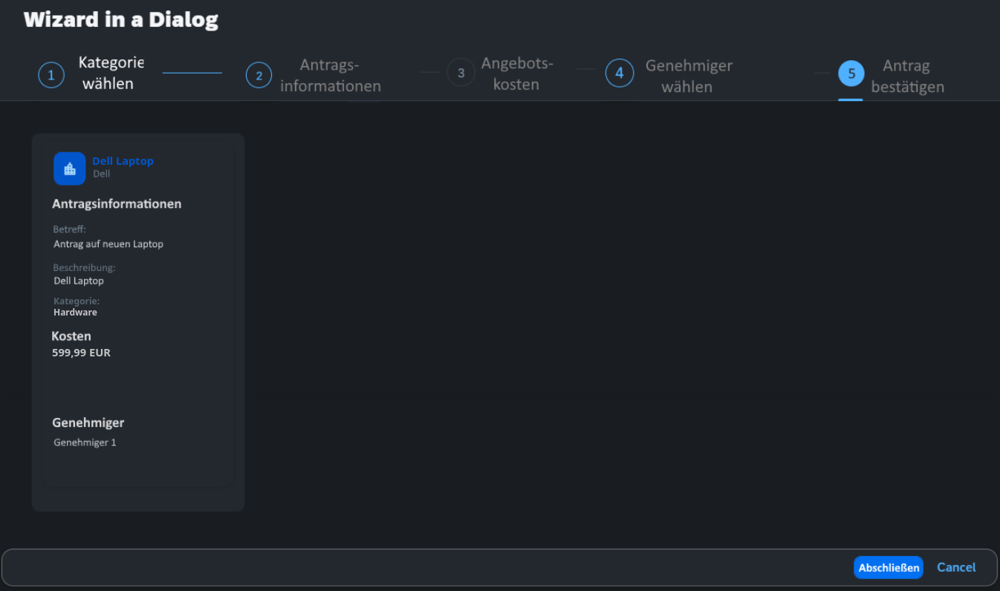 Wizard in a Dialog
1
Kategorie
wählen
2
Antrags-
informationen
3
Angebots-
kosten
4
Genehmiger
wählen
5
Antrag
bestätigen
Dell Laptop
Dell
Antragsinformationen
Betreff:
Antrag auf neuen Laptop
Beschreibung:
Dell Laptop
Kategorie:
Hardware
Kosten
599,99 EUR
Genehmiger
Genehmiger 1
Abschließen
Cancel